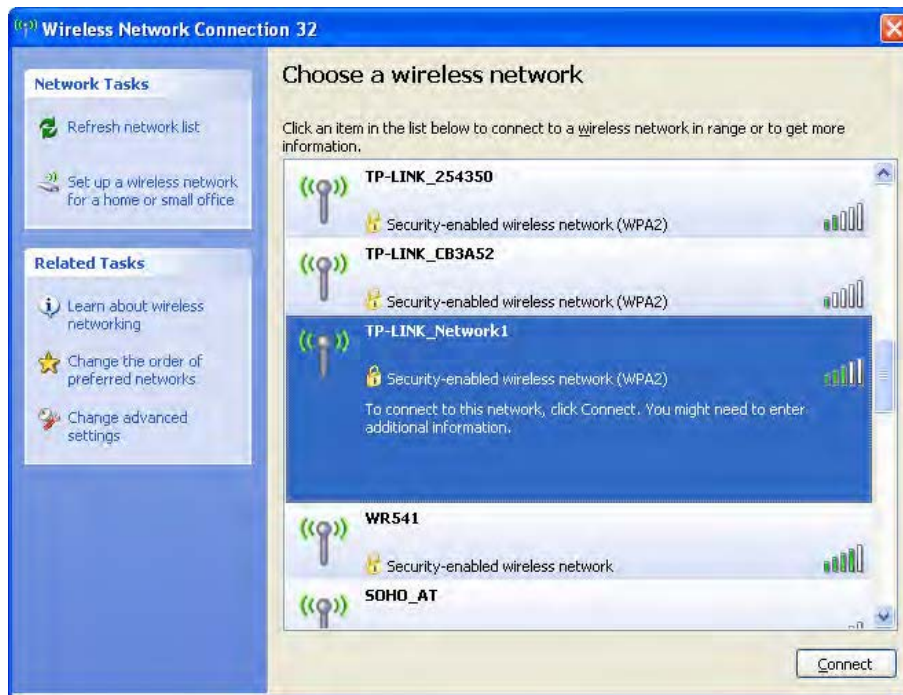 Wireless Network Connection 32
Network Tasks
Refresh network list
Set up a wireless network
for a home or small office
Related Tasks
Learn about wireless
networking
Change the order of
preferred networks
Change advanced
settings
Choose a wireless network
Click an item in the list below to connect to a wireless network in range or to get more
information.
TP-LINK_254350
Security-enabled wireless network (WPA2)
TP-LINK_CB3A52
Security-enabled wireless network (WPA2)
TP-LINK_Network1
Security-enabled wireless network (WPA2)
To connect to this network, click Connect. You might need to enter
additional information.
WR541
Security-enabled wireless network
SOHO_AT
Connect